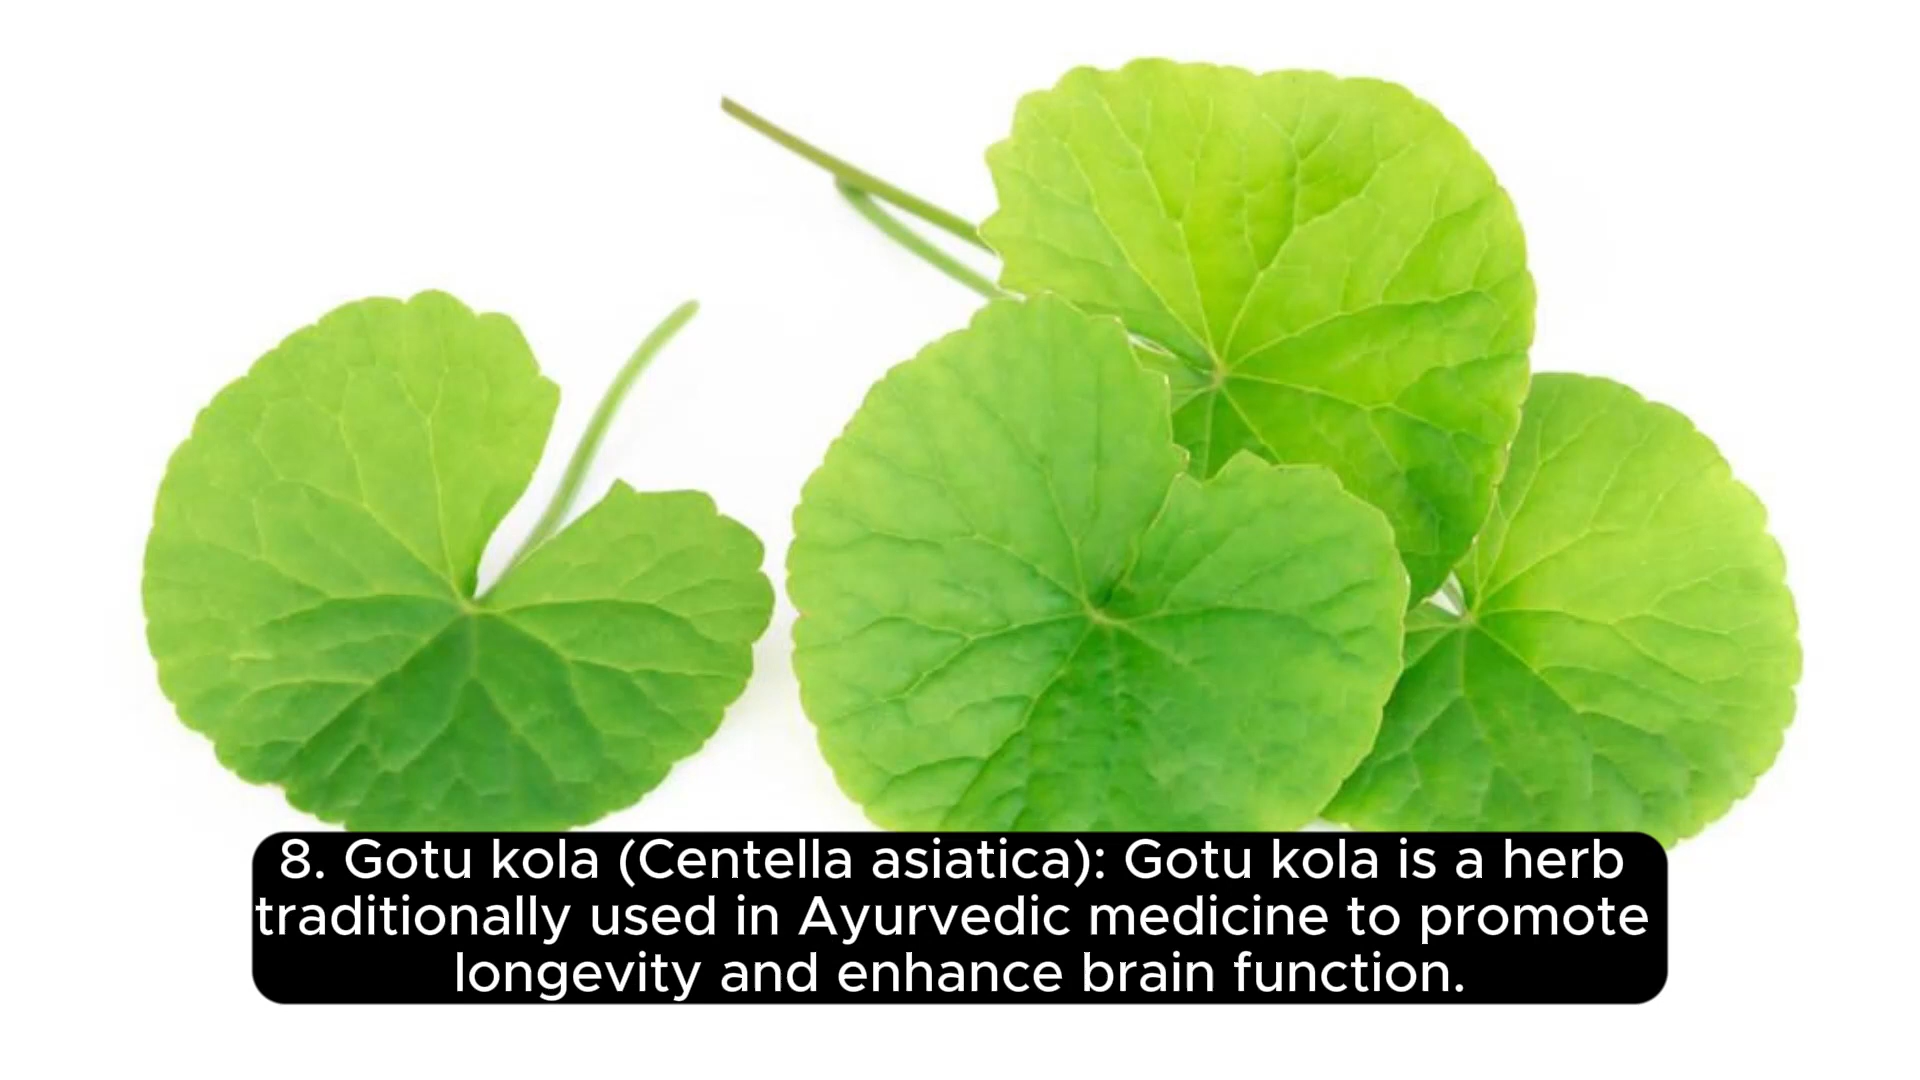 8. Gotu kola (Centella asiatica): Gotu kola is a herb
traditionally used in Ayurvedic medicine to promote
longevity and enhance brain function.